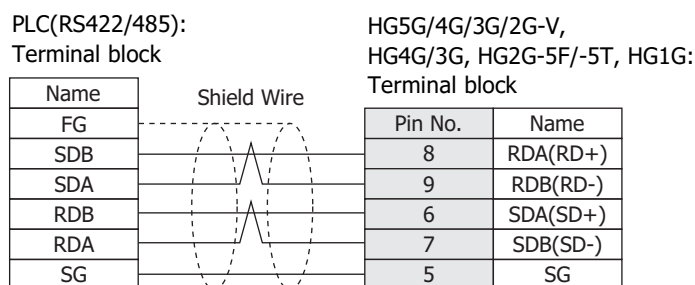 PLC(RS422/485):
Terminal block
HG5G/4G/3G/2G-V,
HG4G/3G, HG2G-5F/-5T, HG1G:
Terminal block
Name
Shield Wire
Pin No. Name
FG
SDB 8 RDA(RD+)
SDA 9 RDB(RD-)
RDB 6 SDA(SD+)
RDA 7 SDB(SD-)
SG 5 SG